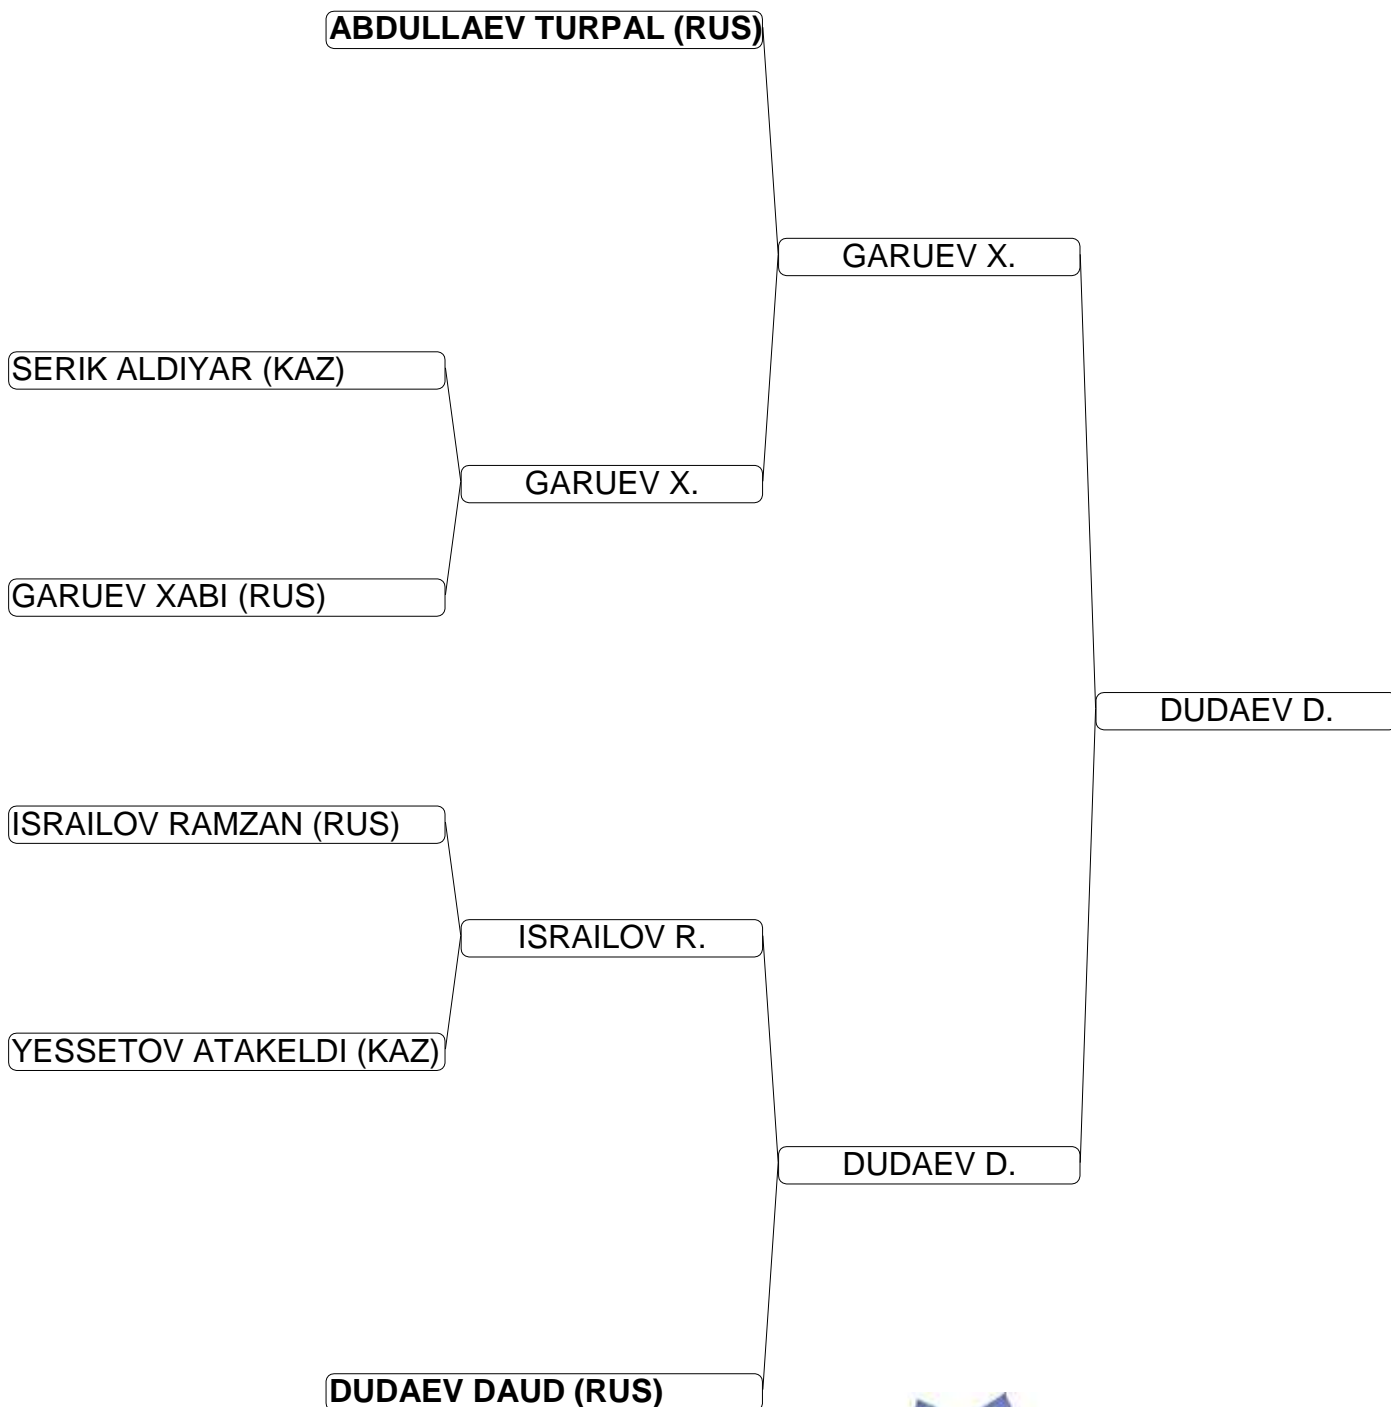 ABDULLAEV TURPAL (RUS)
GARUEV X.
SERIK ALDIYAR (KAZ)
GARUEV X.
GARUEV XABI (RUS)
DUDAEV D.
ISRAILOV RAMZAN (RUS)
ISRAILOV R.
YESSETOV ATAKELDI (KAZ)
DUDAEV D.
DUDAEV DAUD (RUS)